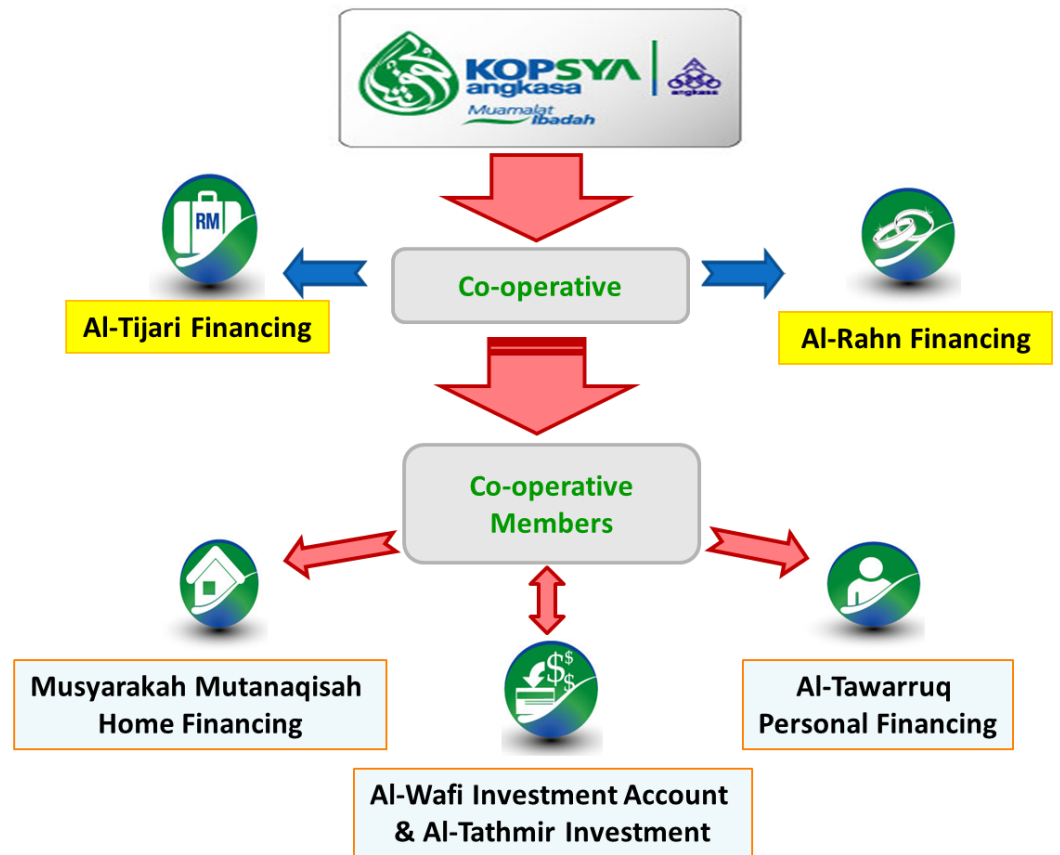 KOPSYA
angkasa
Muamalat
Ibadah
angkasa
RM
Co-operative
Al-Tijari Financing
Al-Rahn Financing
Co-operative
Members
Musyarakah Mutanaqisah
Home Financing
$$$
Al-Tawarruq
Personal Financing
Al-Wafi Investment Account
& Al-Tathmir Investment